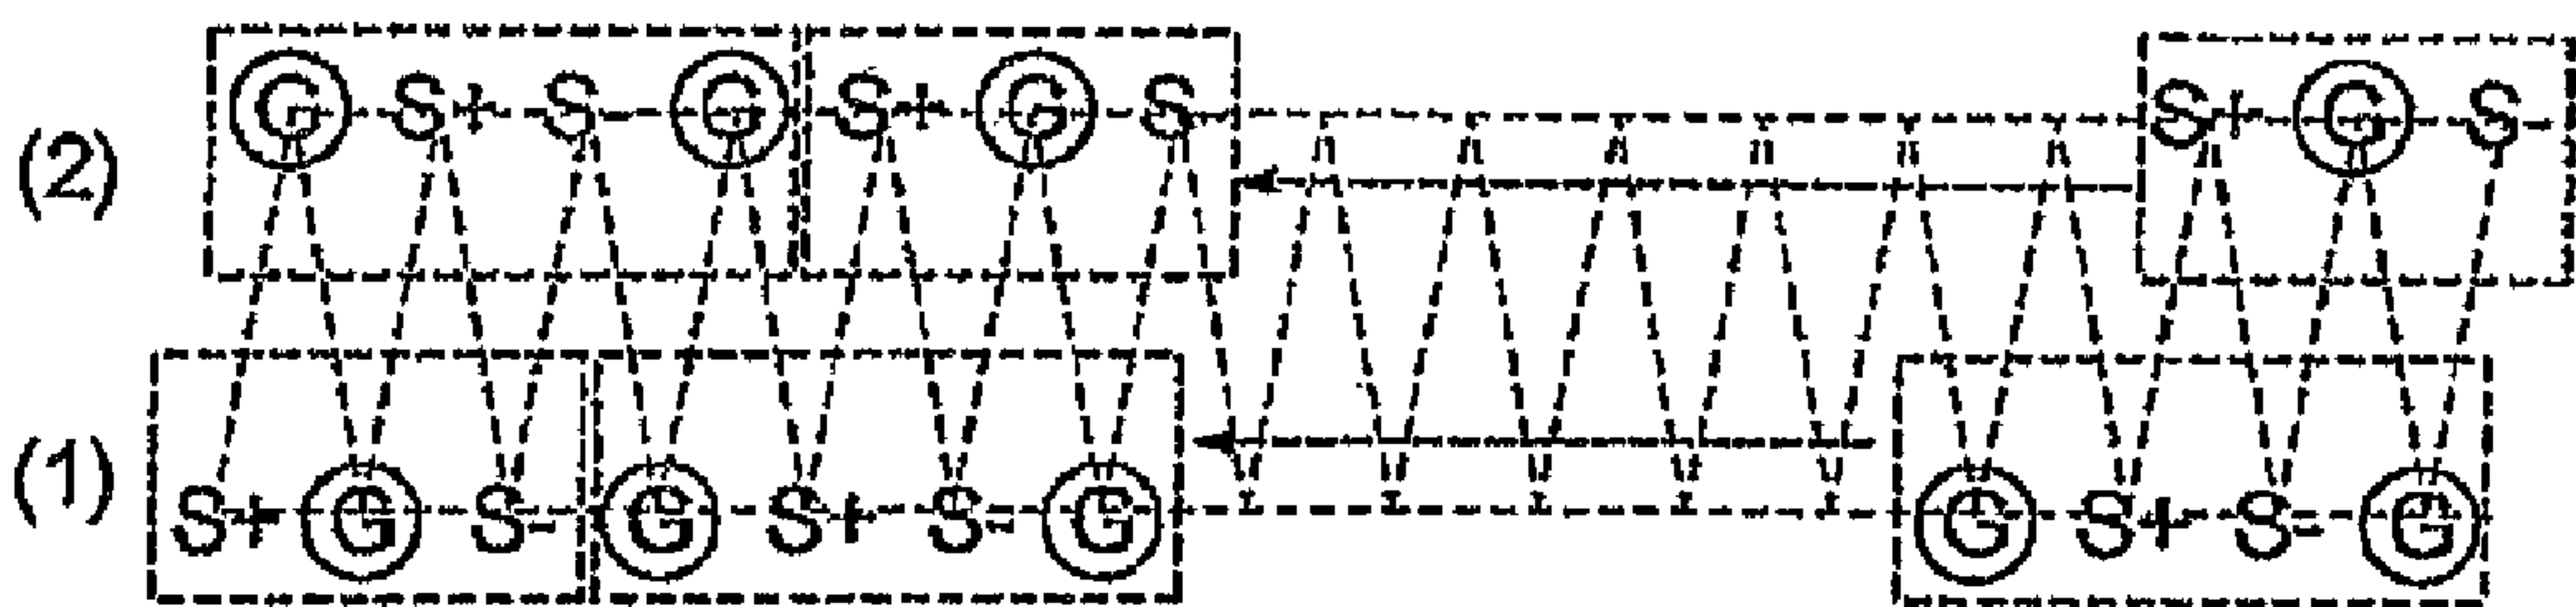 (2) G S+ S- G S+ G S- S+ G S-
(1) S+ G S- G S+ S- G G S+ S- G